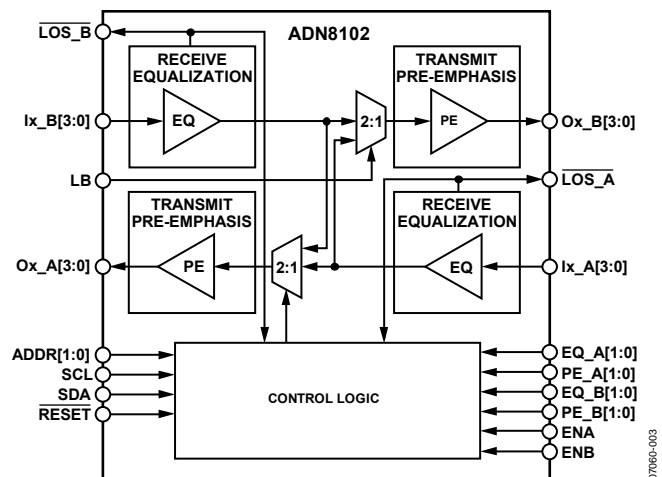 LOS_B
ADN8102
RECEIVE
EQUALIZATION
TRANSMIT
PRE-EMPHASIS
Ix_B[3:0]
EQ
2:1
PE
Ox_B[3:0]
LB
LOS_A
TRANSMIT
PRE-EMPHASIS
RECEIVE
EQUALIZATION
Ox_A[3:0]
PE
2:1
EQ
Ix_A[3:0]
ADDR[1:0]
SCL
SDA
RESET
CONTROL LOGIC
EQ_A[1:0]
PE_A[1:0]
EQ_B[1:0]
PE_B[1:0]
ENA
ENB
07060-003